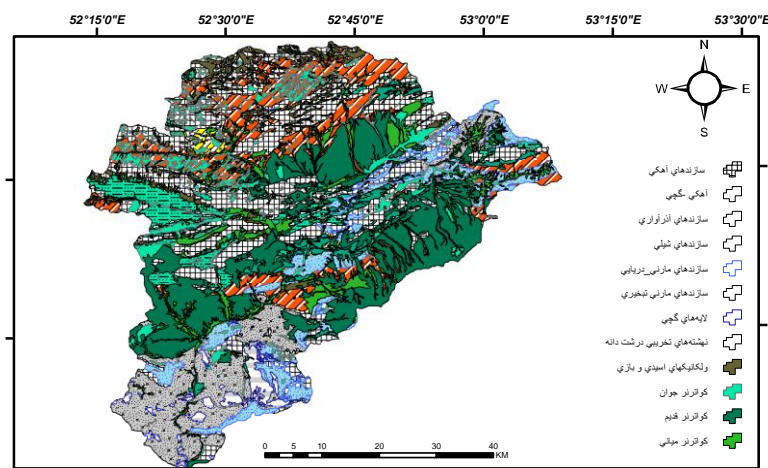 52°15'0"E 52°30'0"E 52°45'0"E 53°0'0"E 53°15'0"E 53°30'0"E
N
W E
S
سازندهاي آهكي
آهكي -گچي
سازندهاي آذرآواري
سازندهاي شيلي
سازندهاي مارني_دريايي
سازندهاي مارني تبخيري
لايه‌هاي گچي
نهشته‌هاي تخريبي درشت دانه
ولكانيكهاي اسيدي و بازي
كواترنر جوان
كواترنر قديم
كواترنر مياني
0 5 10 20 30 40
KM